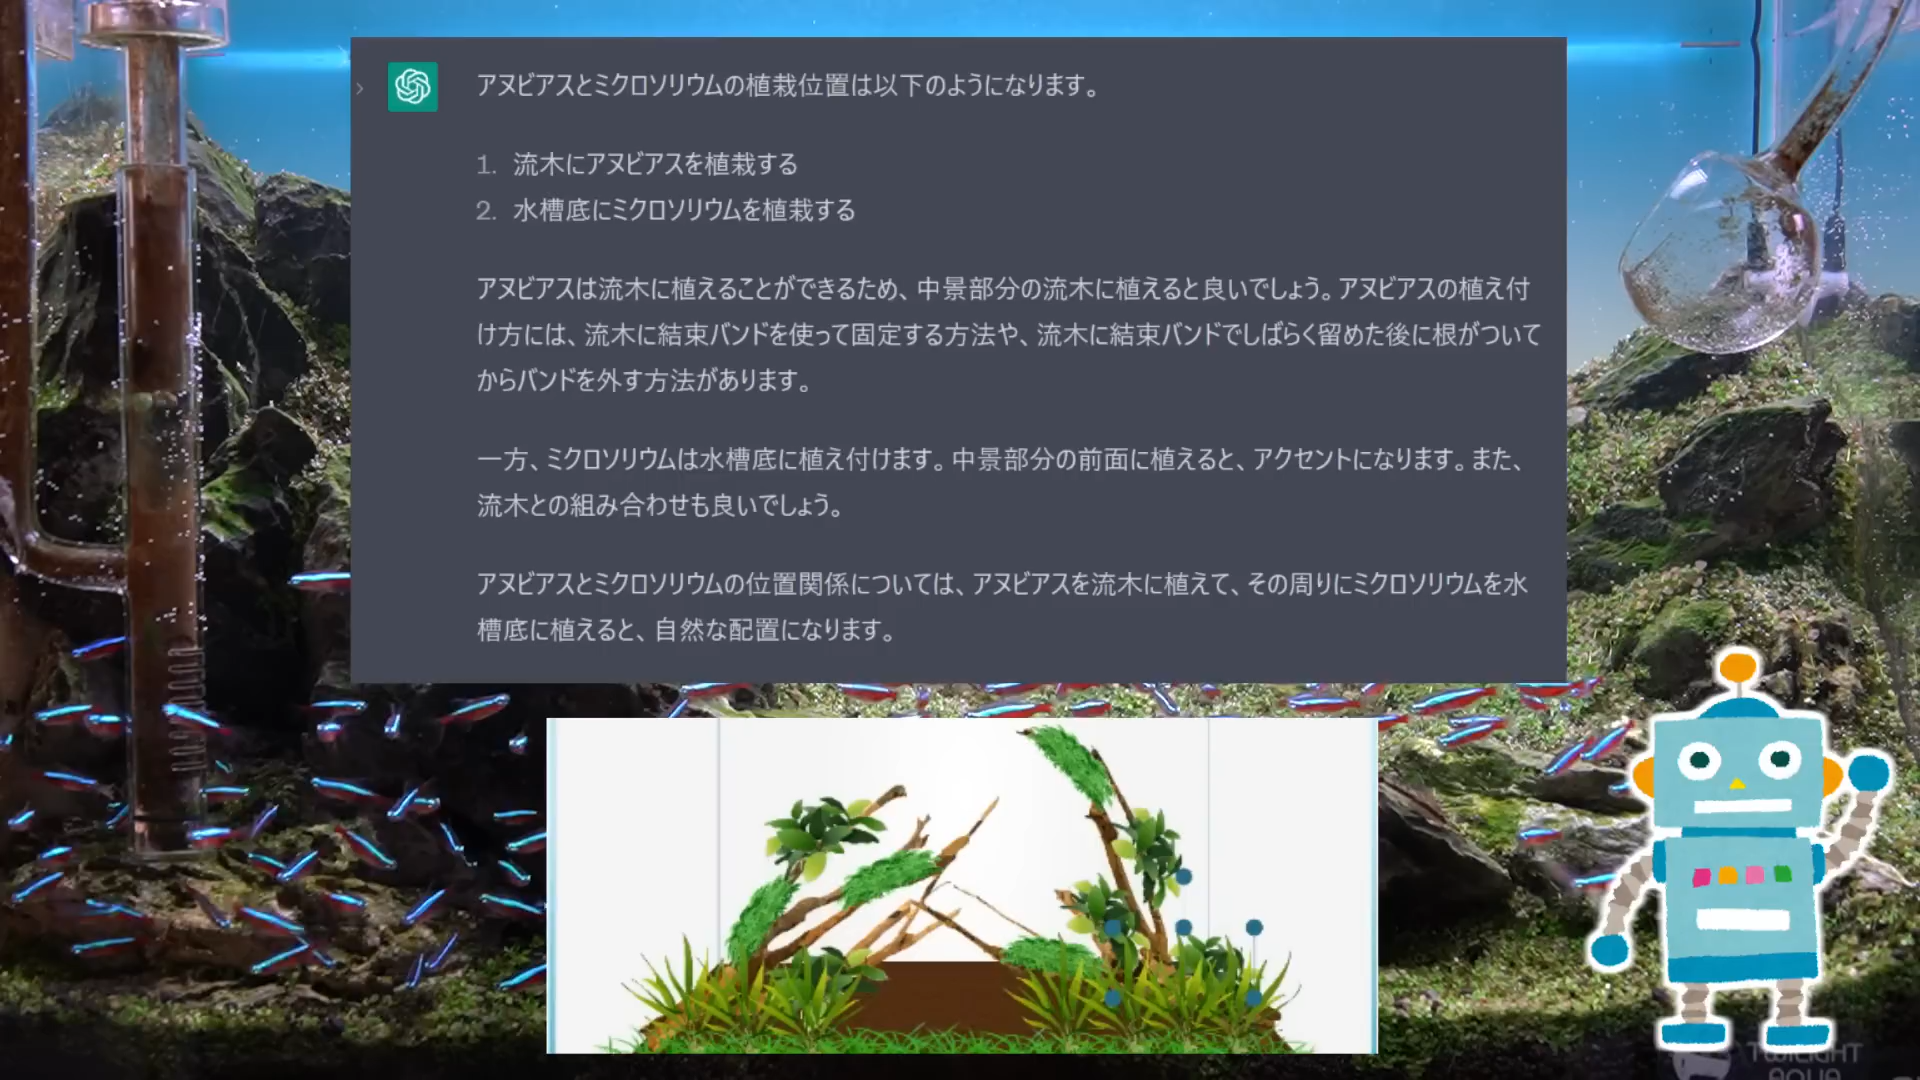 アヌビアスとミクロソリウムの植栽位置は以下のようになります。
1. 流木にアヌビアスを植栽する
2. 水槽底にミクロソリウムを植栽する
アヌビアスは流木に植えることができるため、中景部分の流木に植えると良いでしょう。アヌビアスの植え付
け方には、流木に結束バンドを使って固定する方法や、流木に結束バンドでしばらく留めた後に根がついて
からバンドを外す方法があります。
一方、ミクロソリウムは水槽底に植え付けます。中景部分の前面に植えると、アクセントになります。また、
流木との組み合わせも良いでしょう。
アヌビアスとミクロソリウムの位置関係については、アヌビアスを流木に植えて、その周りにミクロソリウムを水
槽底に植えると、自然な配置になります。
TWILIGHT
AQUA